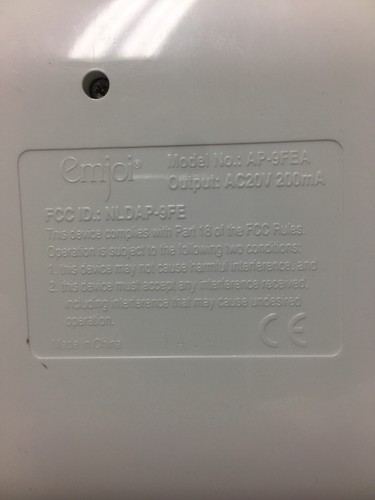 emjoi® Model No.: AP-9FEA
Output: AC20V 200mA
FCC ID.: NLDAP-9FE
This device complies with Part 18 of the FCC Rules.
Operation is subject to the following two conditions:
1. this device may not cause harmful interference, and
2. this device must accept any interference received,
including interference that may cause undesired
operation.
CE
Made in China